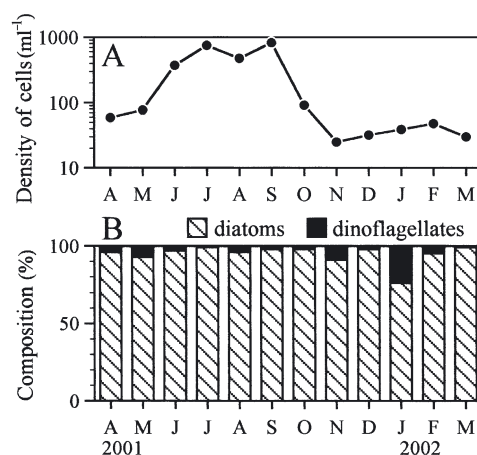 A
Density of cells (ml⁻¹)
1000
100
10
A M J J A S O N D J F M
B
diatoms dinoflagellates
Composition (%)
100
50
0
A M J J A S O N D J F M
2001 2002